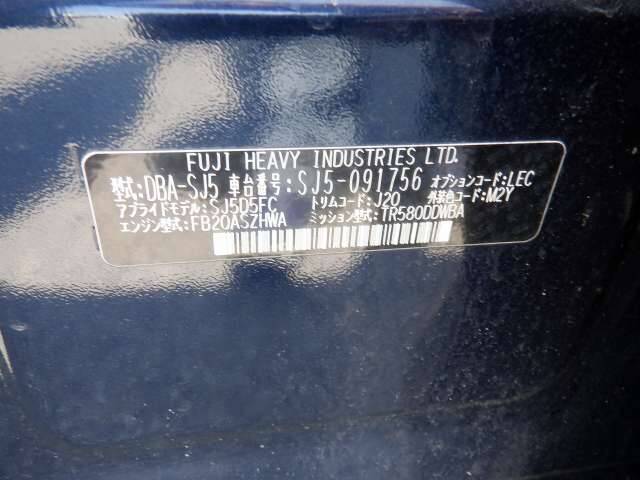 FUJI HEAVY INDUSTRIES LTD.
型式:DBA-SJ5 車台番号:SJ5-091756 オプションコード:LEC
アプライドモデル:SJ5D5FC トリムコード:J20 外装色コード:M2Y
エンジン型式:FB20ASZHWA ミッション型式:TR580DDWBA